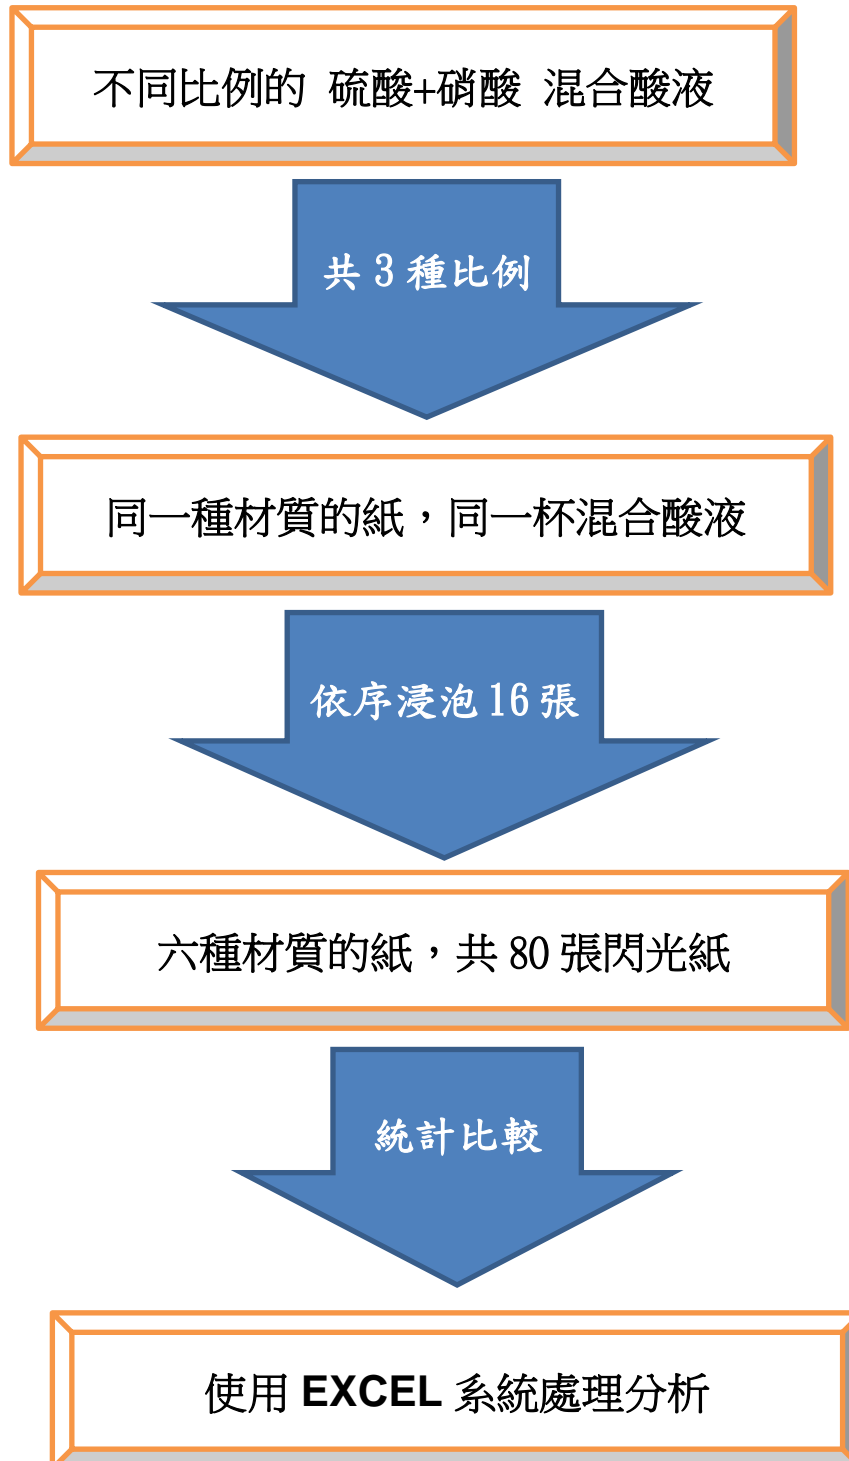 不同比例的 硫酸+硝酸 混合酸液
共 3 種比例
同一種材質的紙，同一杯混合酸液
依序浸泡 16 張
六種材質的紙，共 80 張閃光紙
統計比較
使用 EXCEL 系統處理分析